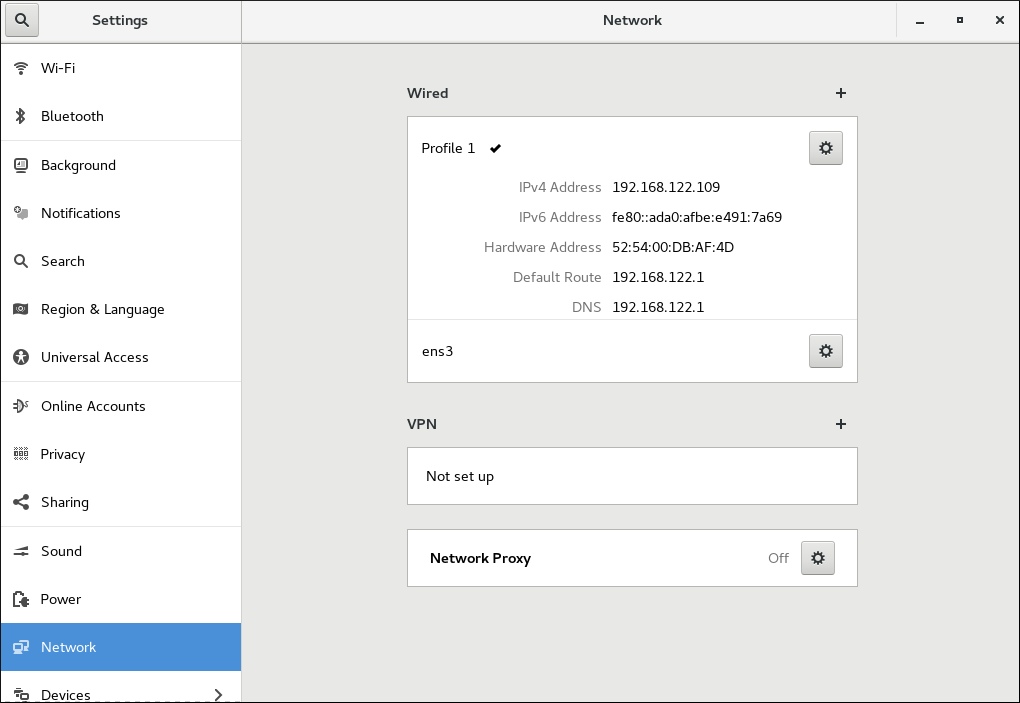 Settings
Network
Wi-Fi
Bluetooth
Background
Notifications
Search
Region & Language
Universal Access
Online Accounts
Privacy
Sharing
Sound
Power
Network
Devices
Wired
Profile 1
IPv4 Address 192.168.122.109
IPv6 Address fe80::ada0:afbe:e491:7a69
Hardware Address 52:54:00:DB:AF:4D
Default Route 192.168.122.1
DNS 192.168.122.1
ens3
VPN
Not set up
Network Proxy Off